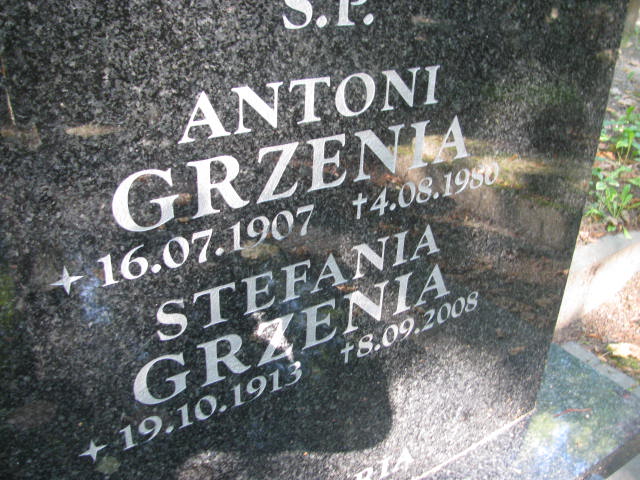 Ś.P.
ANTONI
GRZENIA
16.07.1907 †4.08.1980
STEFANIA
GRZENIA
19.10.1913 †8.09.2008